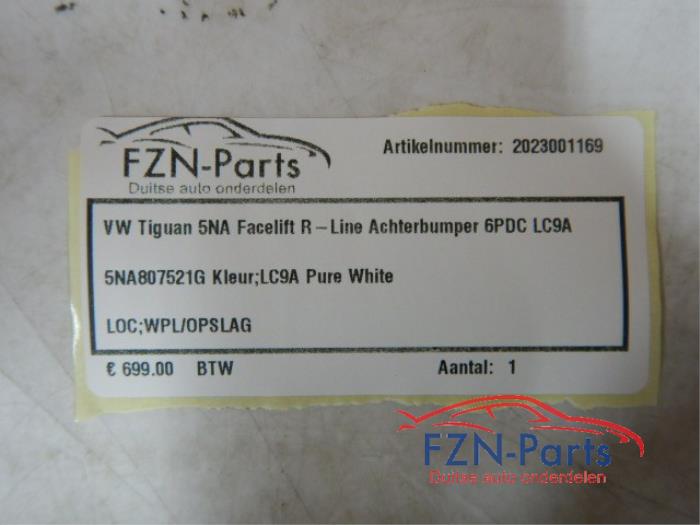 FZN-Parts
Duitse auto onderdelen
Artikelnummer: 2023001169
VW Tiguan 5NA Facelift R-Line Achterbumper 6PDC LC9A
5NA807521G Kleur;LC9A Pure White
LOC;WPL/OPSLAG
€ 699.00 BTW
Aantal: 1
FZN-Parts
Duitse auto onderdelen